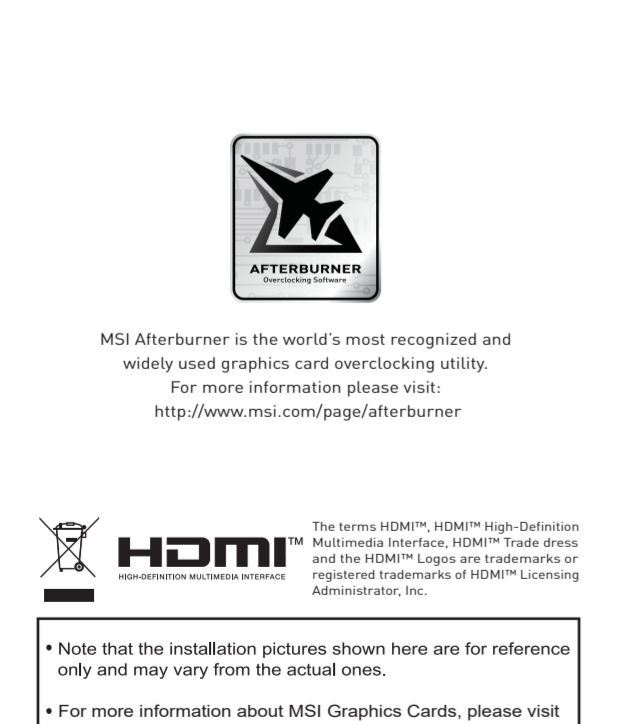 AFTERBURNER
Overclocking Software
MSI Afterburner is the world's most recognized and
widely used graphics card overclocking utility.
For more information please visit:
http://www.msi.com/page/afterburner
HDMI™
HIGH-DEFINITION MULTIMEDIA INTERFACE
The terms HDMI™, HDMI™ High-Definition
Multimedia Interface, HDMI™ Trade dress
and the HDMI™ Logos are trademarks or
registered trademarks of HDMI™ Licensing
Administrator, Inc.
• Note that the installation pictures shown here are for reference
only and may vary from the actual ones.
• For more information about MSI Graphics Cards, please visit